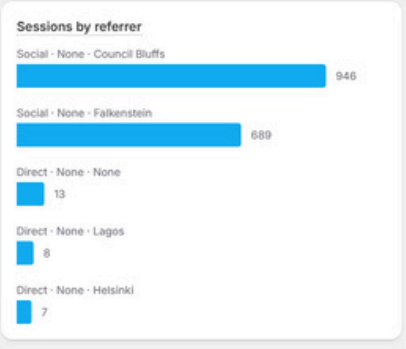 Sessions by referrer
Social · None · Council Bluffs
946
Social · None · Falkenstein
689
Direct · None · None
13
Direct · None · Lagos
8
Direct · None · Helsinki
7